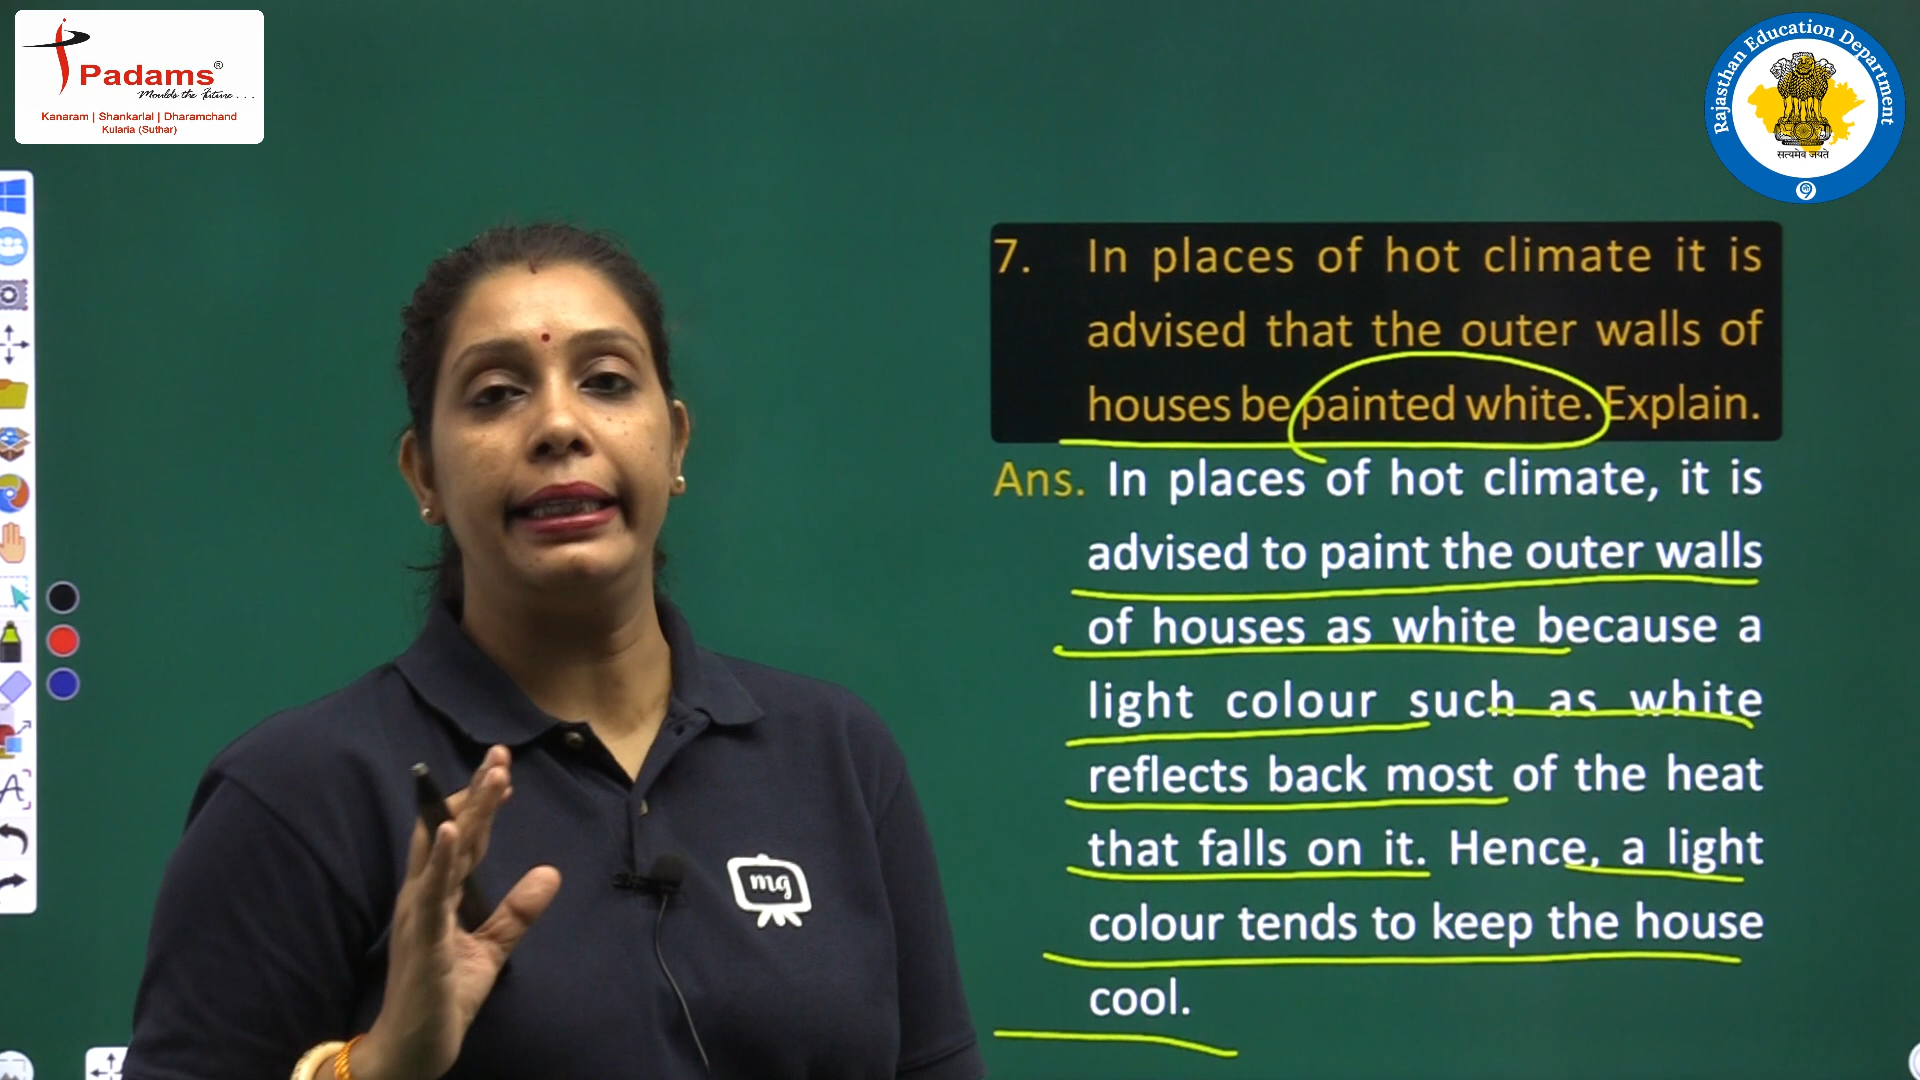 Padams®
Moulds the Future...
Kanaram | Shankarlal | Dharamchand
Kularia (Suthar)
Rajasthan Education Department
सत्यमेव जयते
7. In places of hot climate it is
advised that the outer walls of
houses be painted white. Explain.
Ans. In places of hot climate, it is
advised to paint the outer walls
of houses as white because a
light colour such as white
reflects back most of the heat
that falls on it. Hence, a light
colour tends to keep the house
cool.
mg
A